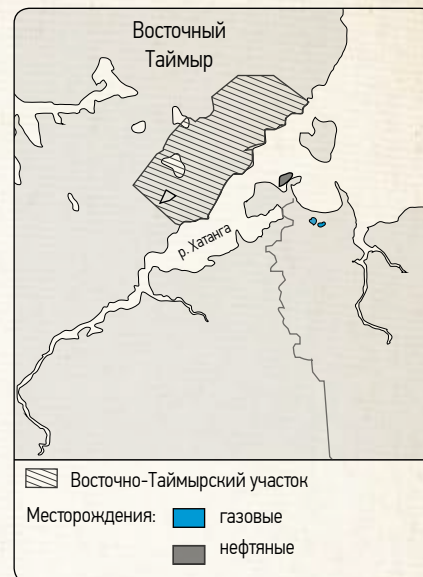 Восточный
Таймыр
р. Хатанга
Восточно-Таймырский участок
Месторождения:
газовые
нефтяные